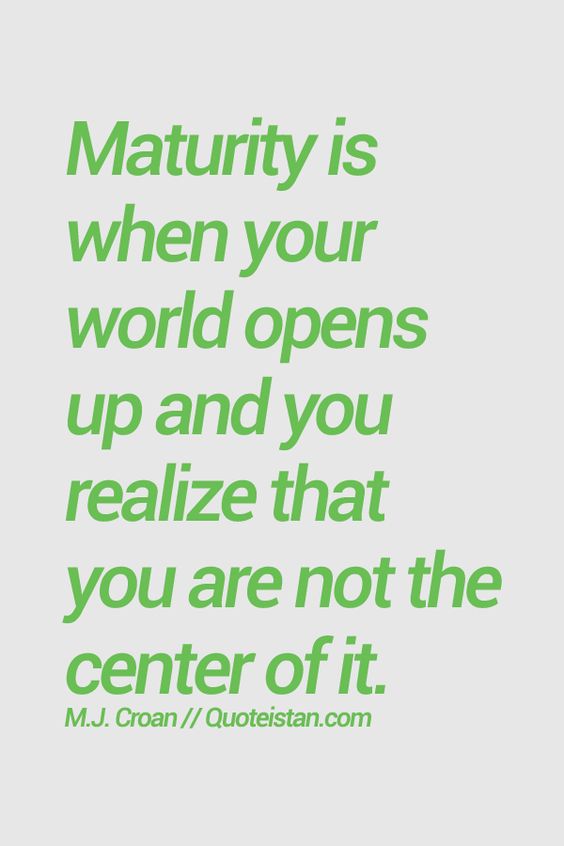 Maturity is
when your
world opens
up and you
realize that
you are not the
center of it.
M.J. Croan // Quoteistan.com